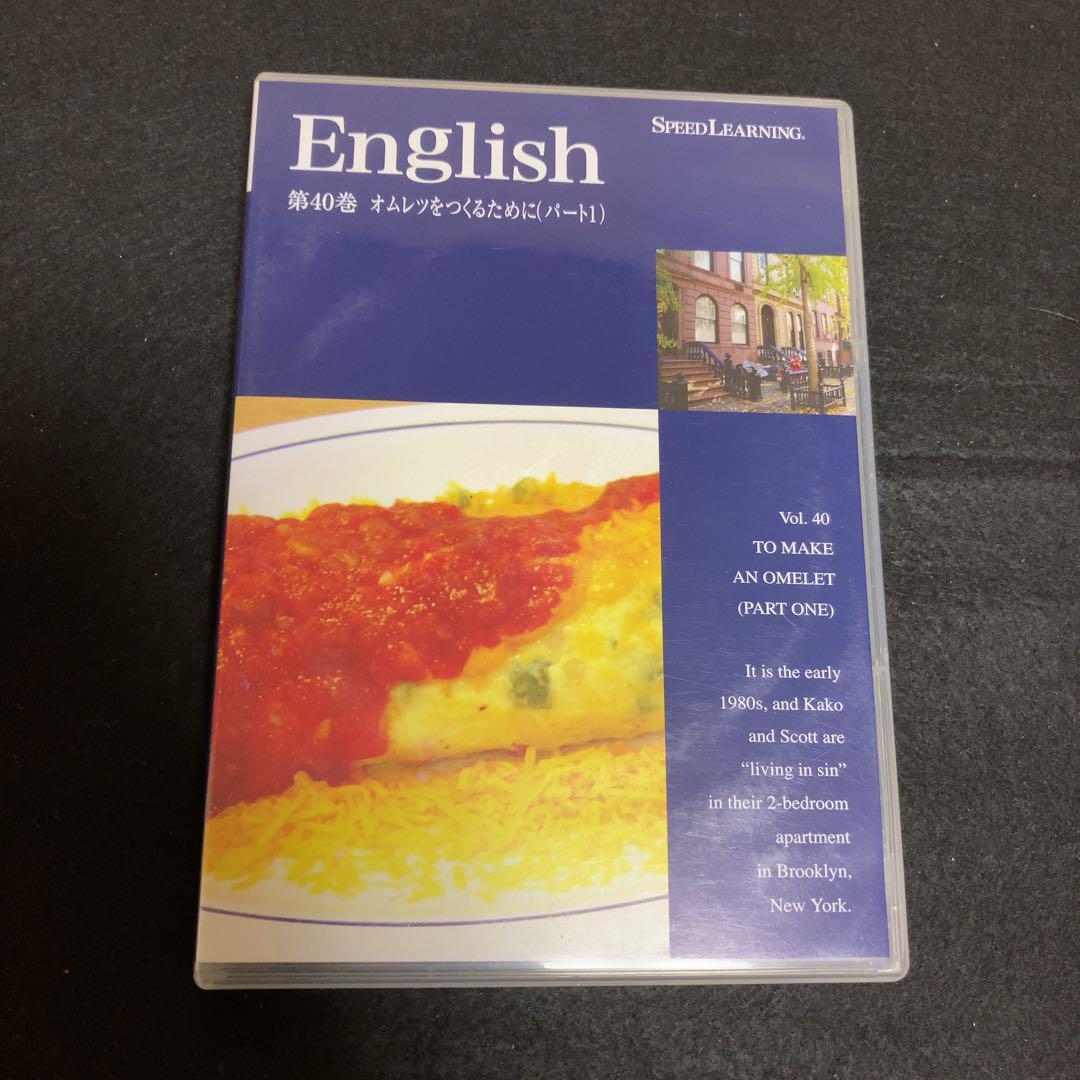 English
SPEEDLEARNING®
第40巻 オムレツをつくるために(パート1)
Vol. 40
TO MAKE
AN OMELET
(PART ONE)
It is the early
1980s, and Kako
and Scott are
“living in sin”
in their 2-bedroom
apartment
in Brooklyn,
New York.